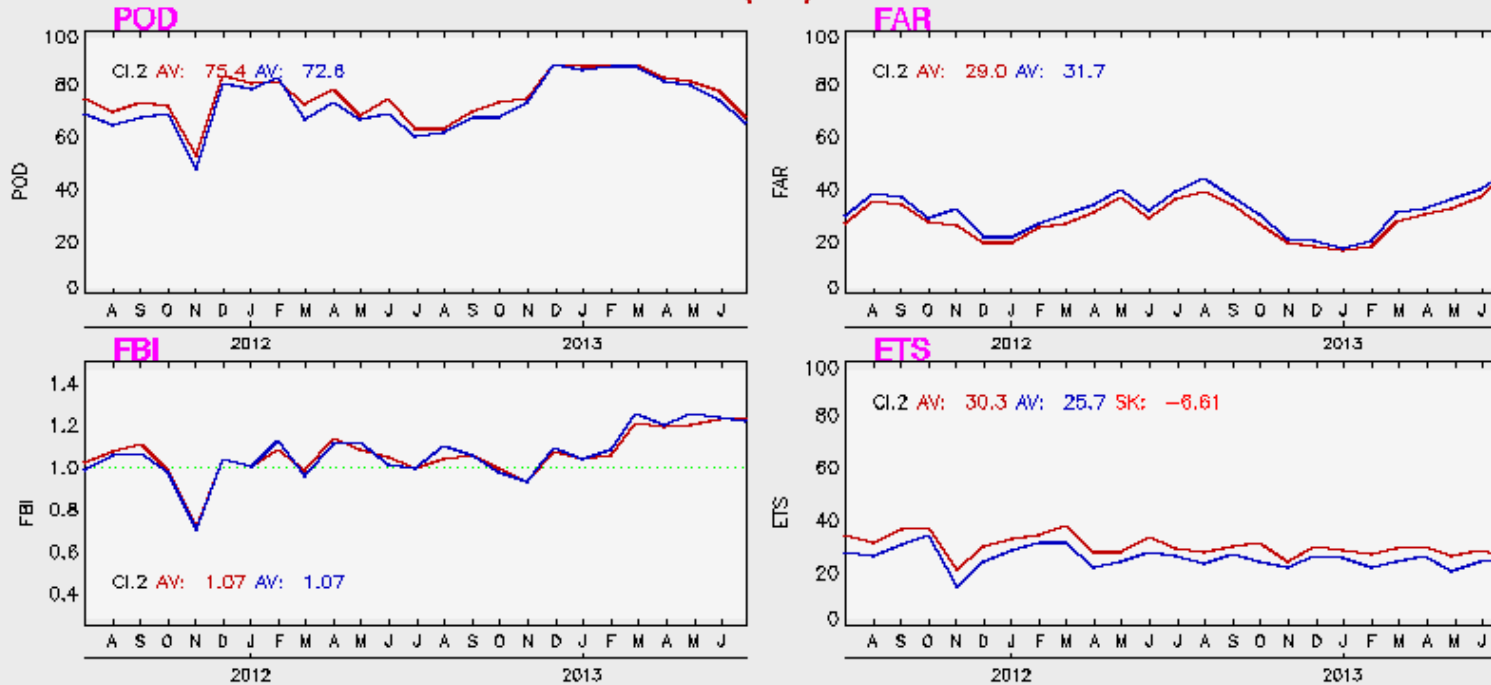 POD
100
80
60
40
20
0
POD
Cl.2 AV: 75.4 AV: 72.6
A S O N D J F M A M J J A S O N D J F M A M J
2012 2013
FAR
100
80
60
40
20
0
FAR
Cl.2 AV: 29.0 AV: 31.7
A S O N D J F M A M J J A S O N D J F M A M J
2012 2013
FBI
1.4
1.2
1.0
0.8
0.6
0.4
FBI
Cl.2 AV: 1.07 AV: 1.07
A S O N D J F M A M J J A S O N D J F M A M J
2012 2013
ETS
100
80
60
40
20
0
ETS
Cl.2 AV: 30.3 AV: 25.7 SK: −6.61
A S O N D J F M A M J J A S O N D J F M A M J
2012 2013